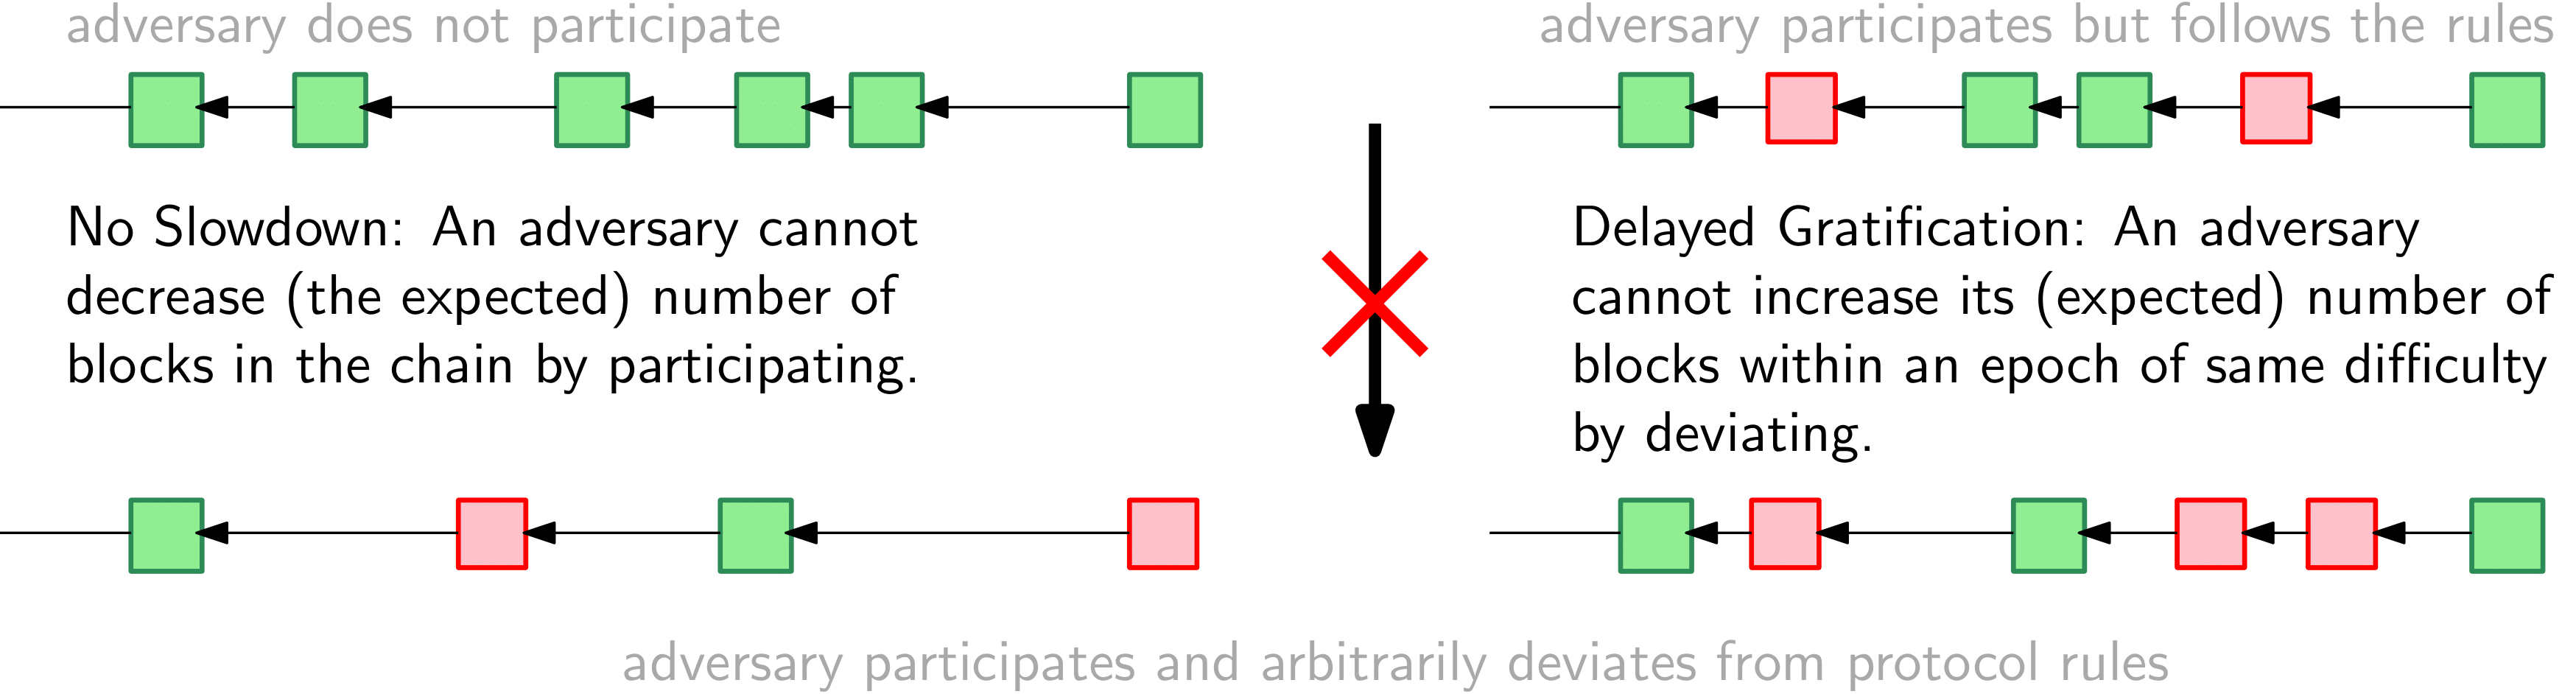 adversary does not participate
adversary participates but follows the rules
No Slowdown: An adversary cannot
decrease (the expected) number of
blocks in the chain by participating.
Delayed Gratification: An adversary
cannot increase its (expected) number of
blocks within an epoch of same difficulty
by deviating.
adversary participates and arbitrarily deviates from protocol rules